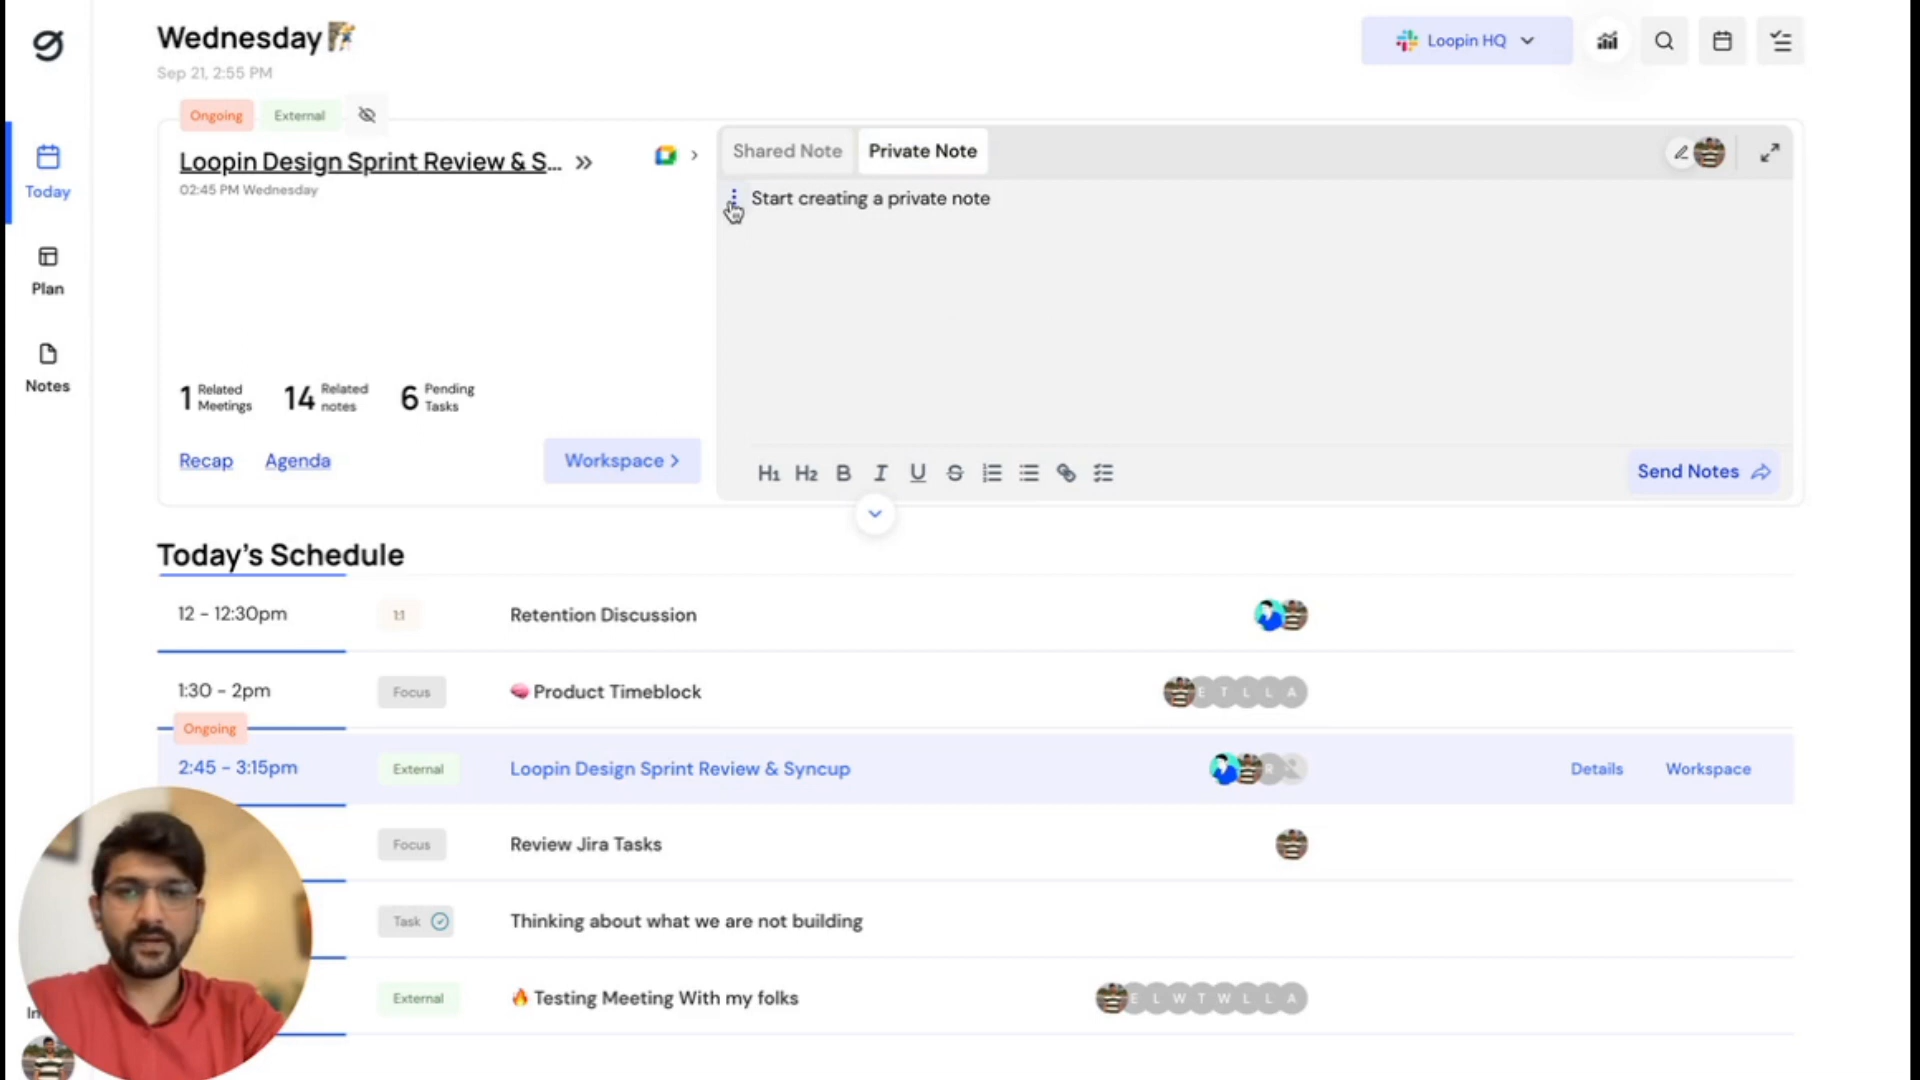 Wednesday
Sep 21, 2:55 PM
Loopin HQ
Today
Plan
Notes
Ongoing
External
Loopin Design Sprint Review & S...
02:45 PM Wednesday
1 Related Meetings
14 Related notes
6 Pending Tasks
Recap
Agenda
Workspace
Shared Note
Private Note
Start creating a private note
H1 H2 B I U S
Send Notes
Today's Schedule
12 - 12:30pm
1:1
Retention Discussion
1:30 - 2pm
Focus
Product Timeblock
E T L L A
Ongoing
2:45 - 3:15pm
External
Loopin Design Sprint Review & Syncup
R
Details
Workspace
Focus
Review Jira Tasks
Task
Thinking about what we are not building
External
Testing Meeting With my folks
E L W T W L L A